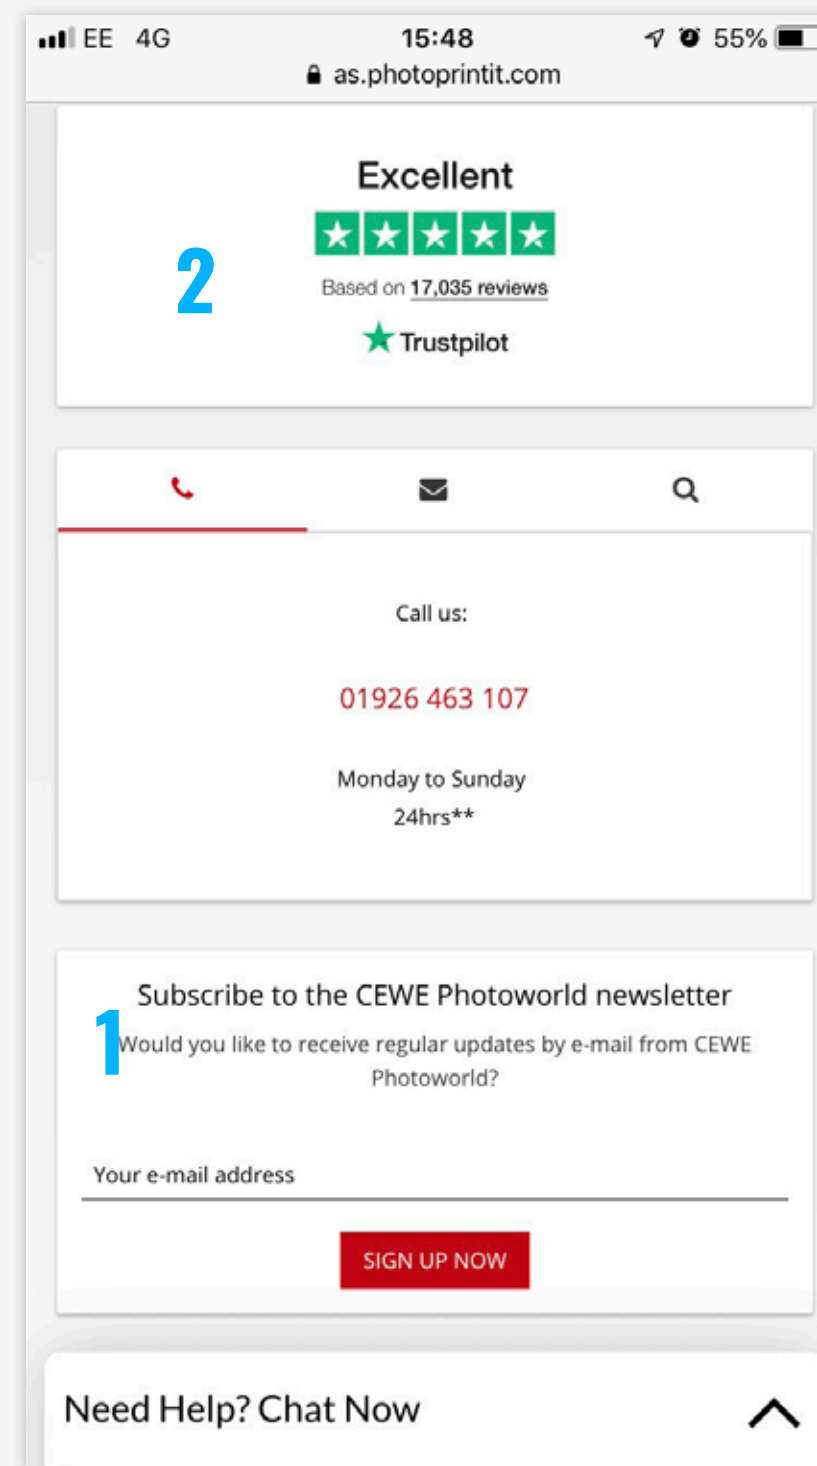 EE 4G 15:48 55%
as.photoprintit.com
Excellent
2
Based on 17,035 reviews
Trustpilot
Call us:
01926 463 107
Monday to Sunday
24hrs**
Subscribe to the CEWE Photoworld newsletter
1
Would you like to receive regular updates by e-mail from CEWE
Photoworld?
Your e-mail address
SIGN UP NOW
Need Help? Chat Now